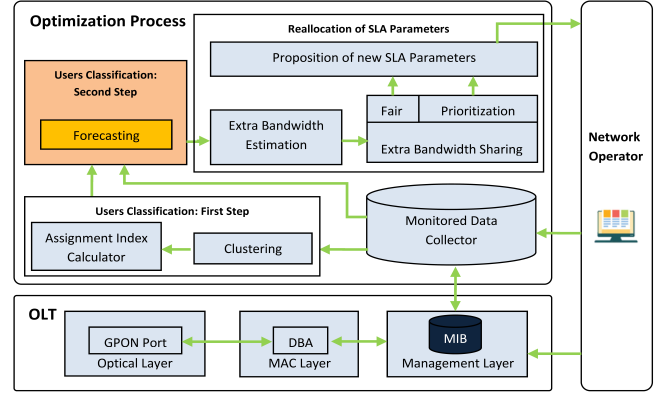 Optimization Process
Reallocation of SLA Parameters
Proposition of new SLA Parameters
Users Classification:
Second Step
Forecasting
Extra Bandwidth
Estimation
Fair
Prioritization
Extra Bandwidth Sharing
Network
Operator
Users Classification: First Step
Assignment Index
Calculator
Clustering
Monitored Data
Collector
OLT
GPON Port
Optical Layer
DBA
MAC Layer
MIB
Management Layer